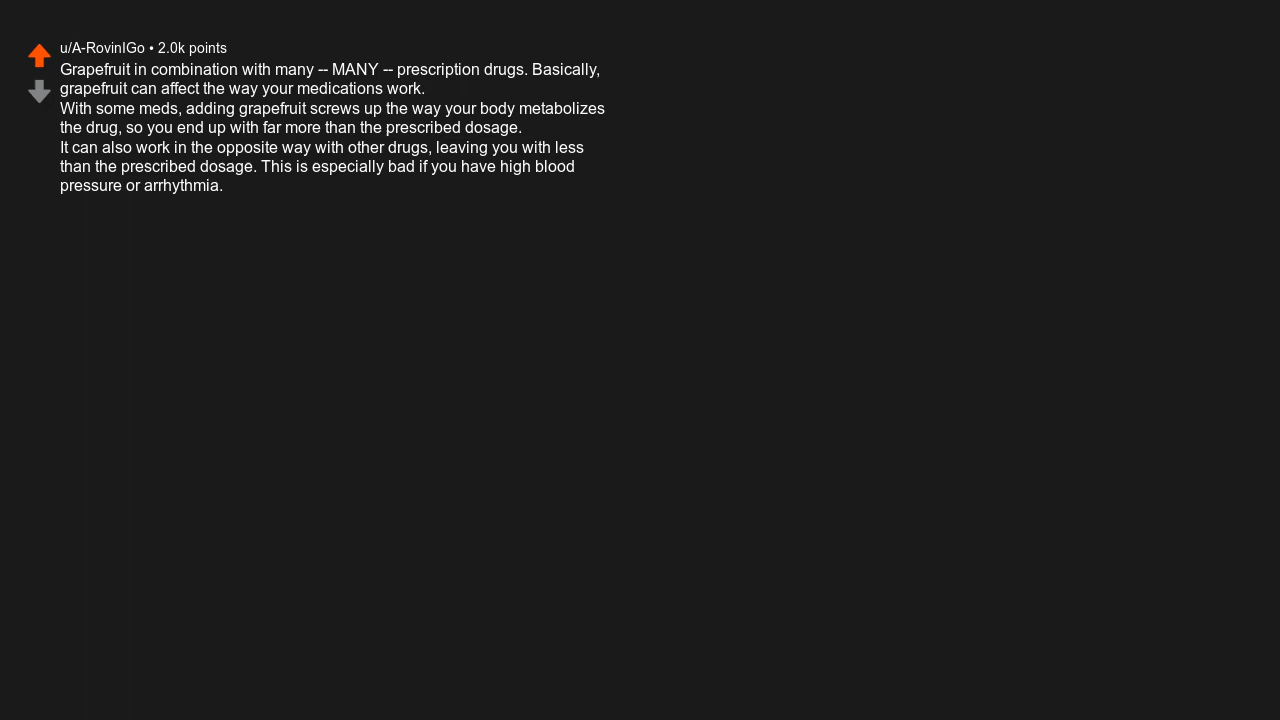 u/A-RovinIGo • 2.0k points
Grapefruit in combination with many -- MANY -- prescription drugs. Basically,
grapefruit can affect the way your medications work.
With some meds, adding grapefruit screws up the way your body metabolizes
the drug, so you end up with far more than the prescribed dosage.
It can also work in the opposite way with other drugs, leaving you with less
than the prescribed dosage. This is especially bad if you have high blood
pressure or arrhythmia.